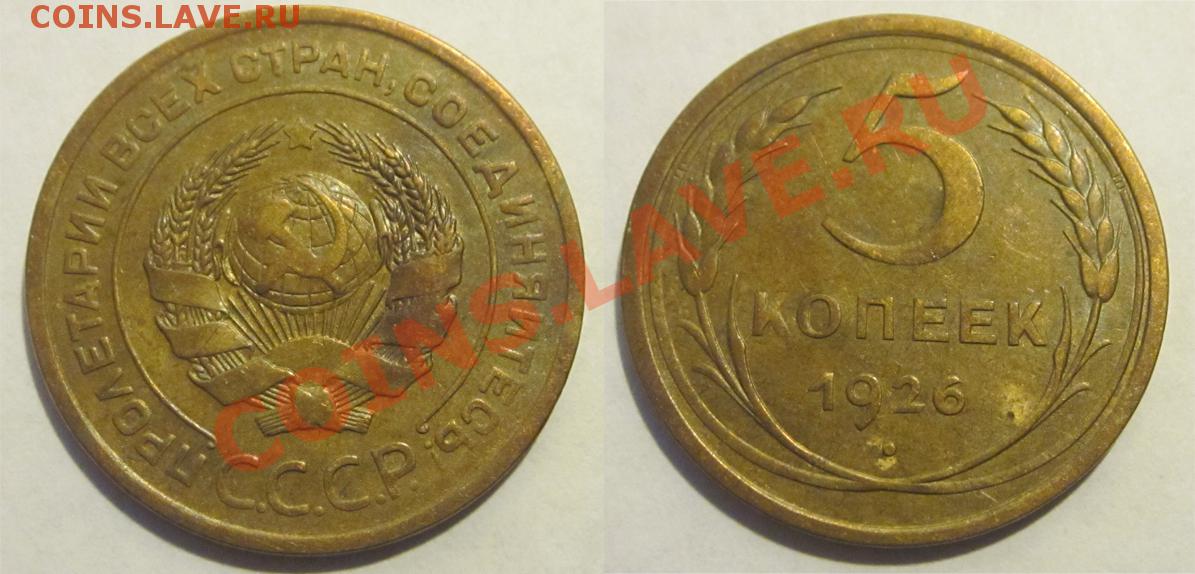 COINS.LAVE.RU
ПРОЛЕТАРИИ ВСЕХ СТРАН, СОЕДИНЯЙТЕСЬ!
С.С.С.Р.
COINS.LAVE.RU
5
КОПЕЕК
1926